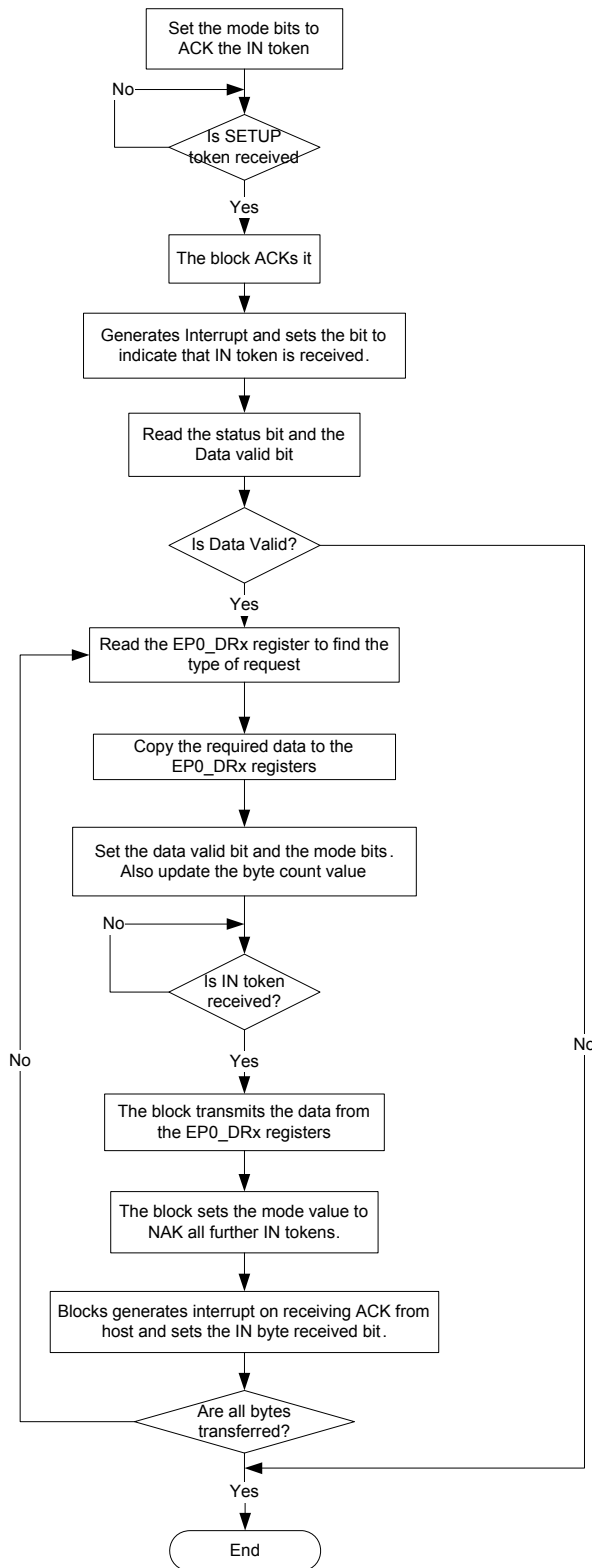 Set the mode bits to
ACK the IN token
No
Is SETUP
token received
Yes
The block ACKs it
Generates Interrupt and sets the bit to
indicate that IN token is received.
Read the status bit and the
Data valid bit
Is Data Valid?
Yes
Read the EP0_DRx register to find the
type of request
Copy the required data to the
EP0_DRx registers
Set the data valid bit and the mode bits.
Also update the byte count value
No
Is IN token
received?
No
No
Yes
The block transmits the data from
the EP0_DRx registers
The block sets the mode value to
NAK all further IN tokens.
Blocks generates interrupt on receiving ACK from
host and sets the IN byte received bit.
Are all bytes
transferred?
Yes
End